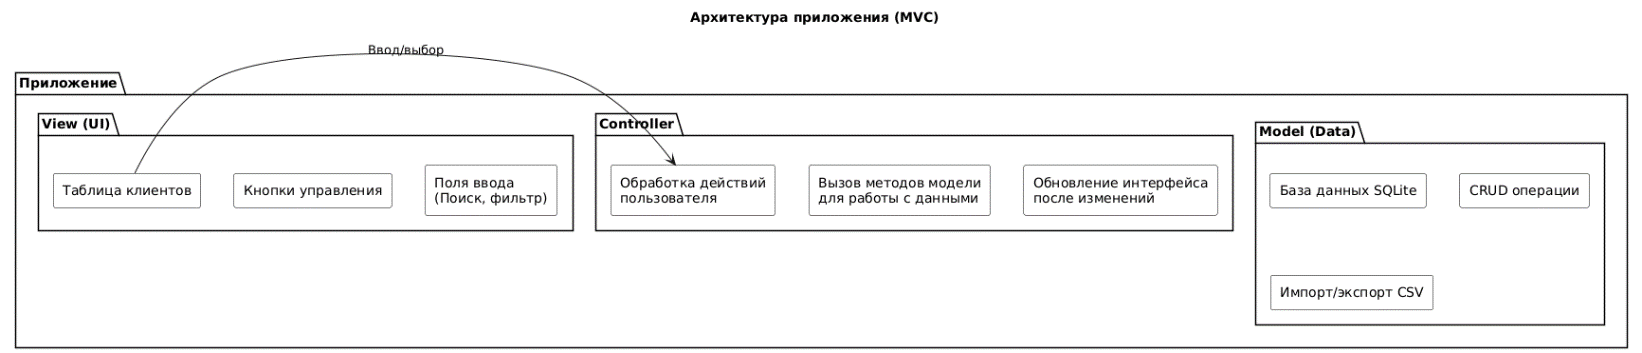 Архитектура приложения (MVC)
Ввод/выбор
Приложение
View (UI)
Таблица клиентов
Кнопки управления
Поля ввода
(Поиск, фильтр)
Controller
Обработка действий
пользователя
Вызов методов модели
для работы с данными
Обновление интерфейса
после изменений
Model (Data)
База данных SQLite
CRUD операции
Импорт/экспорт CSV